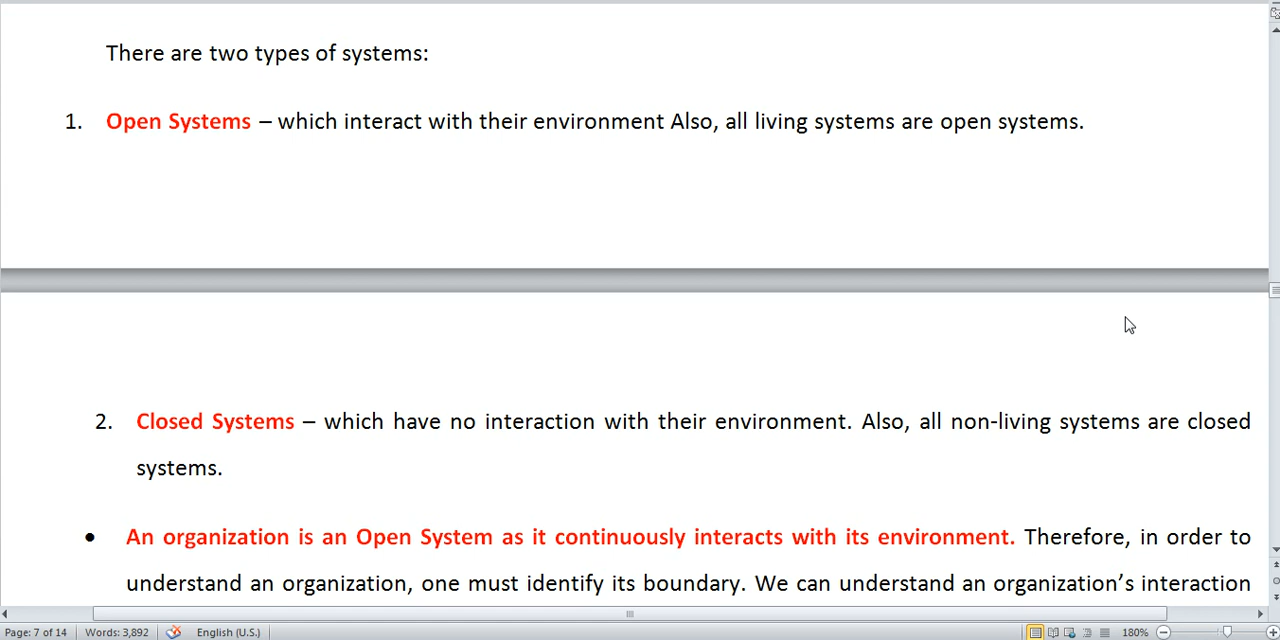 There are two types of systems:
1. Open Systems – which interact with their environment Also, all living systems are open systems.
2. Closed Systems – which have no interaction with their environment. Also, all non-living systems are closed
systems.
• An organization is an Open System as it continuously interacts with its environment. Therefore, in order to
understand an organization, one must identify its boundary. We can understand an organization’s interaction
Page: 7 of 14 Words: 3,892 English (U.S.) 180%